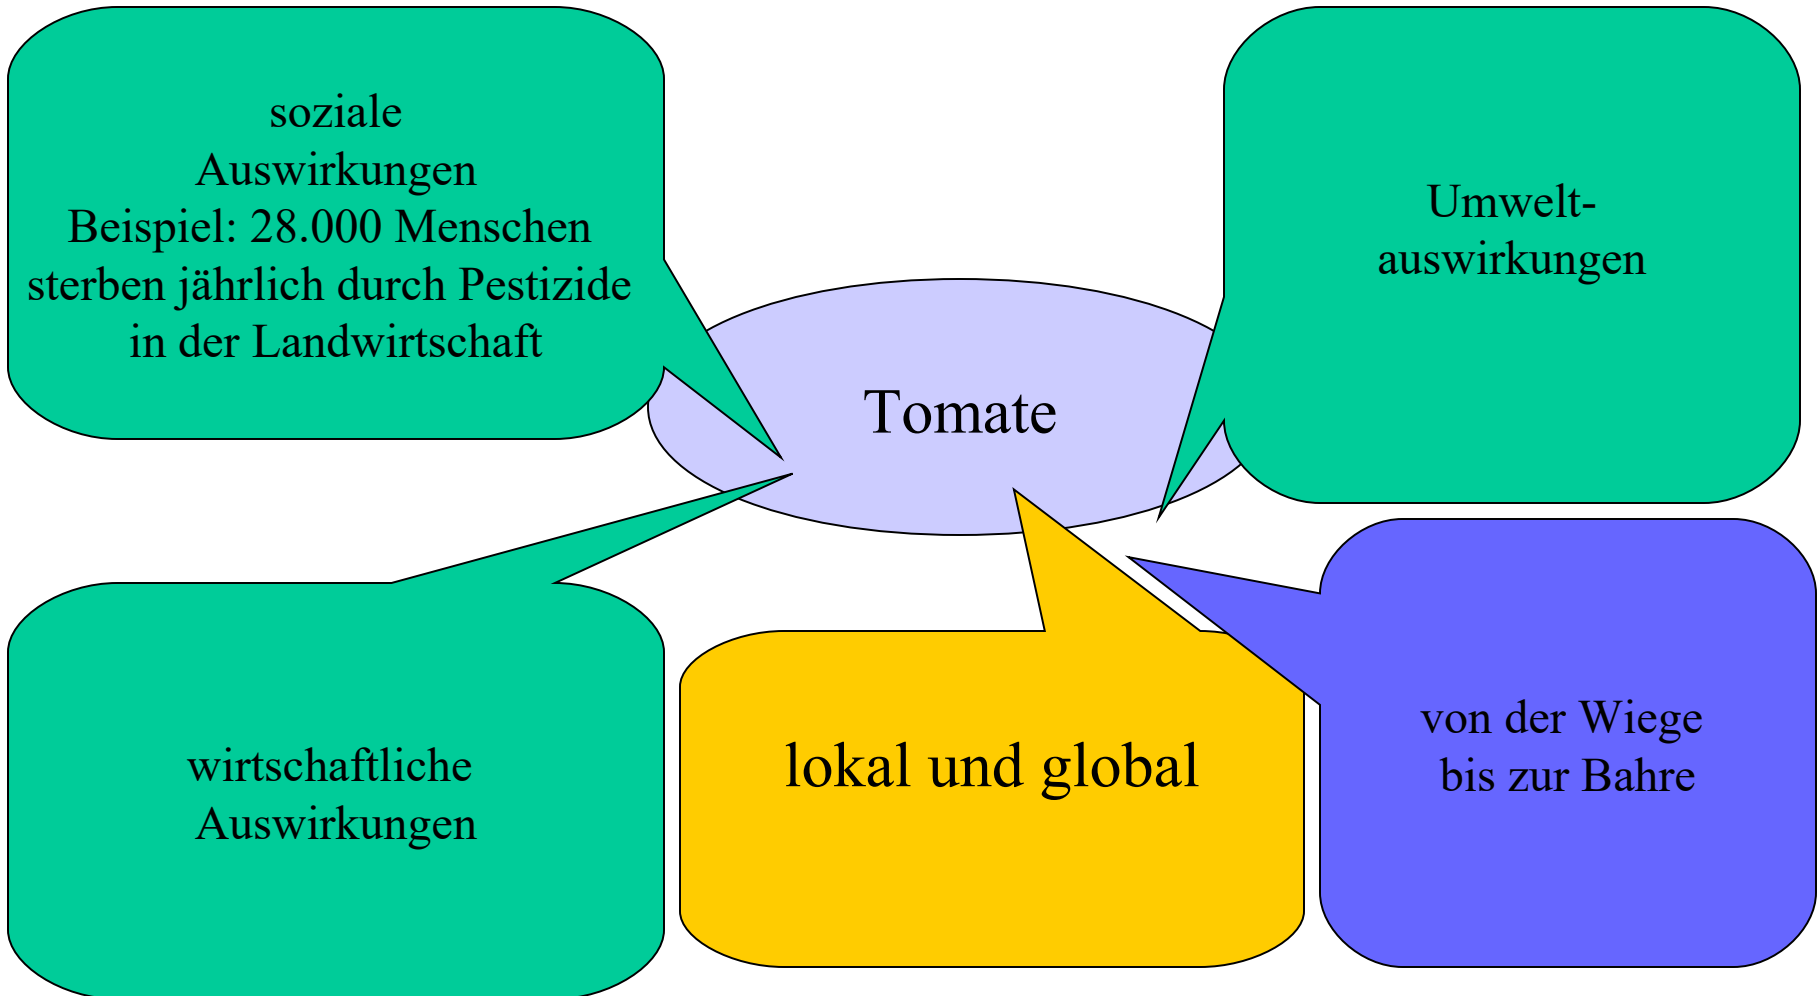 soziale
Auswirkungen
Beispiel: 28.000 Menschen
sterben jährlich durch Pestizide
in der Landwirtschaft
Umwelt-
auswirkungen
Tomate
wirtschaftliche
Auswirkungen
lokal und global
von der Wiege
bis zur Bahre